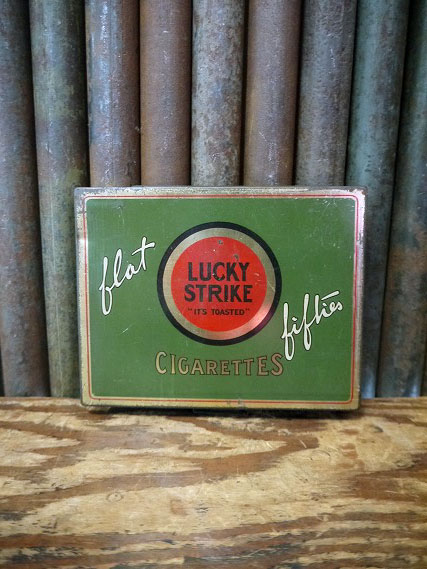 flat
LUCKY
STRIKE
"IT'S TOASTED"
CIGARETTES
fifties